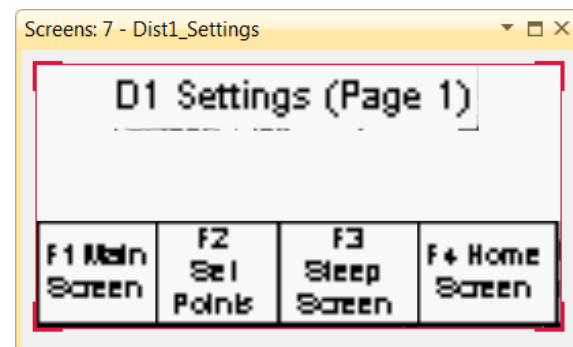 Screens: 7 - Dist1_Settings
D1 Settings (Page 1)
F1 Main
Screen
F2
Set
Points
F3
Sleep
Screen
F4 Home
Screen